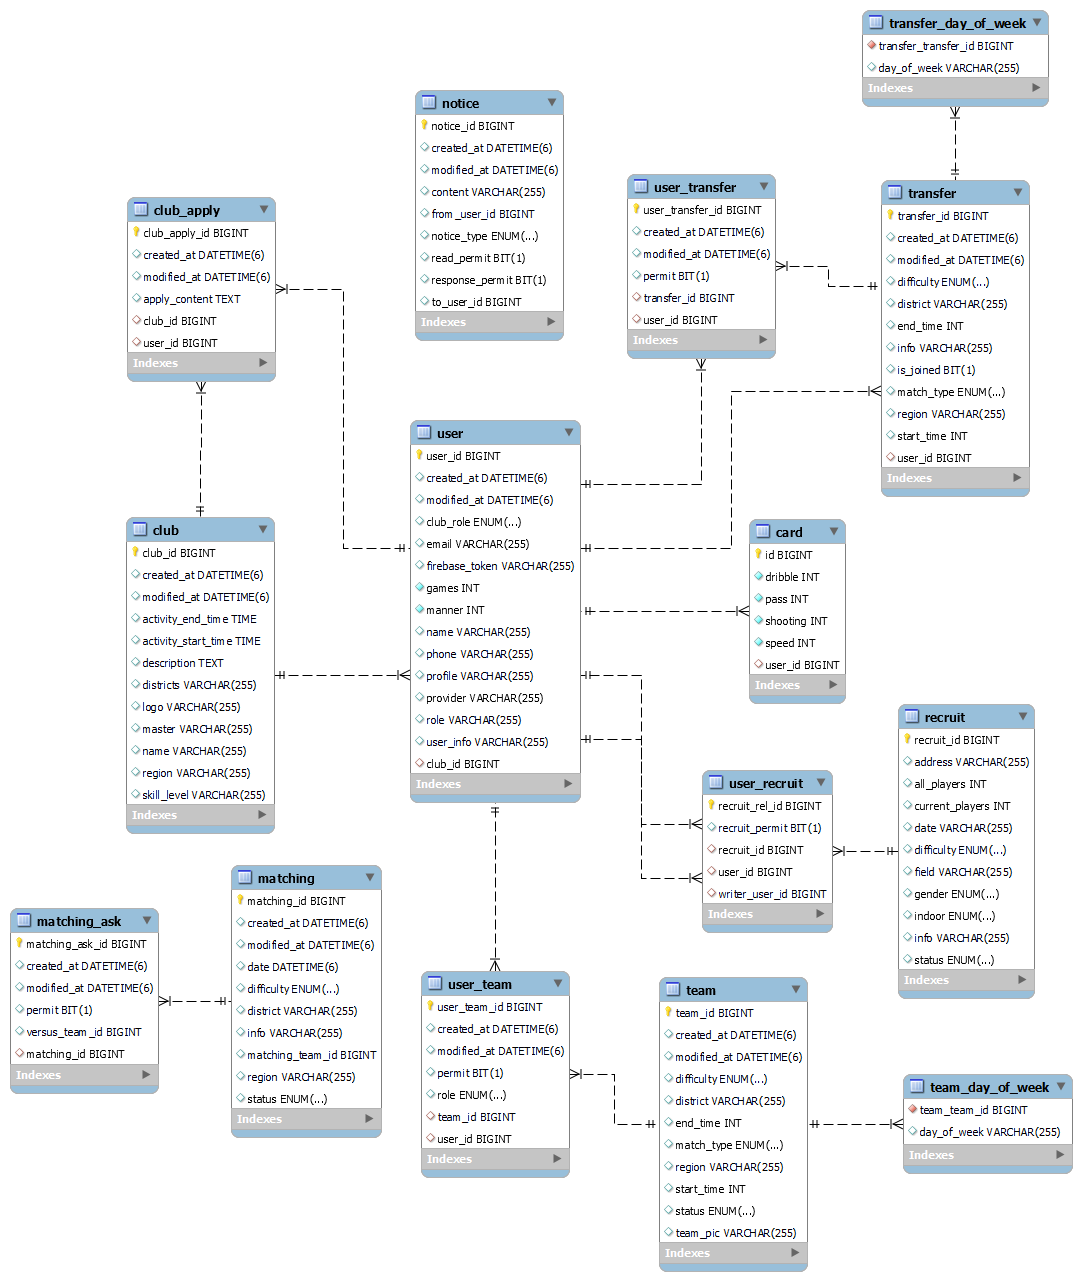 transfer_day_of_week
transfer_transfer_id BIGINT
day_of_week VARCHAR(255)
Indexes
notice
notice_id BIGINT
created_at DATETIME(6)
modified_at DATETIME(6)
content VARCHAR(255)
from_user_id BIGINT
notice_type ENUM(...)
read_permit BIT(1)
response_permit BIT(1)
to_user_id BIGINT
Indexes
user_transfer
user_transfer_id BIGINT
created_at DATETIME(6)
modified_at DATETIME(6)
permit BIT(1)
transfer_id BIGINT
user_id BIGINT
Indexes
transfer
transfer_id BIGINT
created_at DATETIME(6)
modified_at DATETIME(6)
difficulty ENUM(...)
district VARCHAR(255)
end_time INT
info VARCHAR(255)
is_joined BIT(1)
match_type ENUM(...)
region VARCHAR(255)
start_time INT
user_id BIGINT
Indexes
club_apply
club_apply_id BIGINT
created_at DATETIME(6)
modified_at DATETIME(6)
apply_content TEXT
club_id BIGINT
user_id BIGINT
Indexes
user
user_id BIGINT
created_at DATETIME(6)
modified_at DATETIME(6)
club_role ENUM(...)
email VARCHAR(255)
firebase_token VARCHAR(255)
games INT
manner INT
name VARCHAR(255)
phone VARCHAR(255)
profile VARCHAR(255)
provider VARCHAR(255)
role VARCHAR(255)
user_info VARCHAR(255)
club_id BIGINT
Indexes
club
club_id BIGINT
created_at DATETIME(6)
modified_at DATETIME(6)
activity_end_time TIME
activity_start_time TIME
description TEXT
districts VARCHAR(255)
logo VARCHAR(255)
master VARCHAR(255)
name VARCHAR(255)
region VARCHAR(255)
skill_level VARCHAR(255)
Indexes
card
id BIGINT
dribble INT
pass INT
shooting INT
speed INT
user_id BIGINT
Indexes
recruit
recruit_id BIGINT
address VARCHAR(255)
all_players INT
current_players INT
date VARCHAR(255)
difficulty ENUM(...)
field VARCHAR(255)
gender ENUM(...)
indoor ENUM(...)
info VARCHAR(255)
status ENUM(...)
Indexes
user_recruit
recruit_rel_id BIGINT
recruit_permit BIT(1)
recruit_id BIGINT
user_id BIGINT
writer_user_id BIGINT
Indexes
matching
matching_id BIGINT
created_at DATETIME(6)
modified_at DATETIME(6)
date DATETIME(6)
difficulty ENUM(...)
district VARCHAR(255)
info VARCHAR(255)
matching_team_id BIGINT
region VARCHAR(255)
status ENUM(...)
Indexes
matching_ask
matching_ask_id BIGINT
created_at DATETIME(6)
modified_at DATETIME(6)
permit BIT(1)
versus_team_id BIGINT
matching_id BIGINT
Indexes
user_team
user_team_id BIGINT
created_at DATETIME(6)
modified_at DATETIME(6)
permit BIT(1)
role ENUM(...)
team_id BIGINT
user_id BIGINT
Indexes
team
team_id BIGINT
created_at DATETIME(6)
modified_at DATETIME(6)
difficulty ENUM(...)
district VARCHAR(255)
end_time INT
match_type ENUM(...)
region VARCHAR(255)
start_time INT
status ENUM(...)
team_pic VARCHAR(255)
Indexes
team_day_of_week
team_team_id BIGINT
day_of_week VARCHAR(255)
Indexes